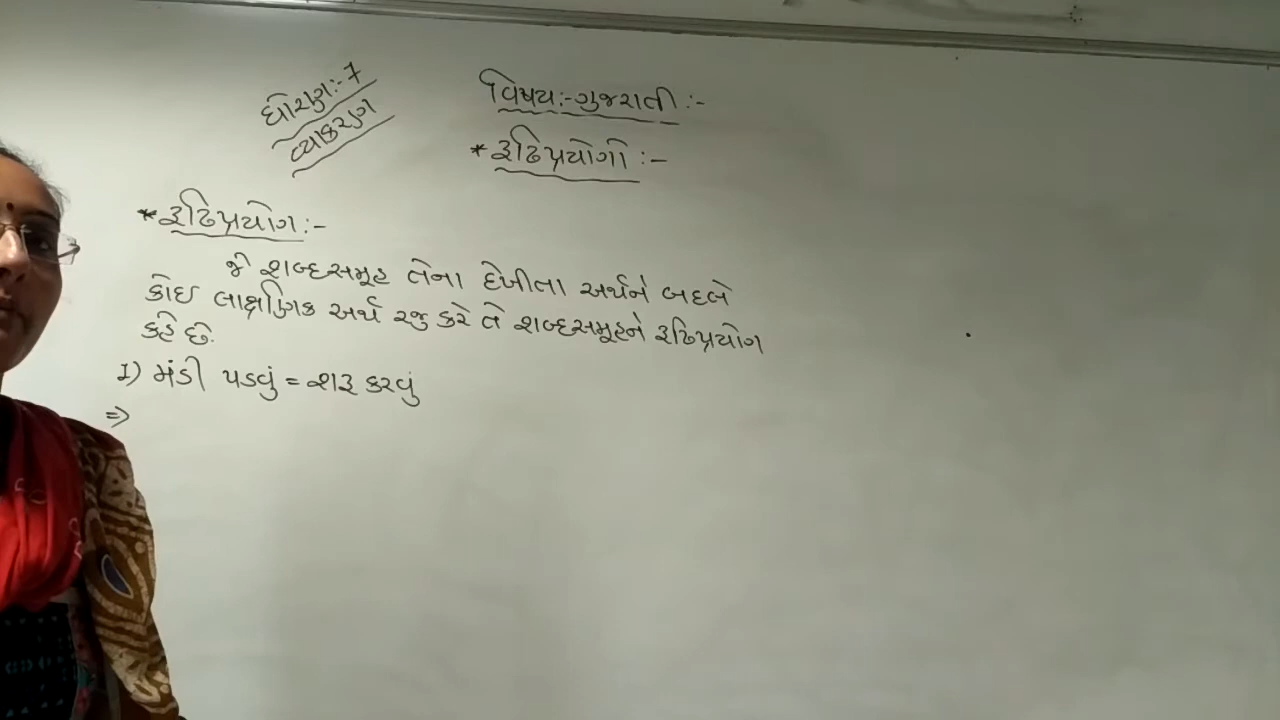 ધોરણ:-7
વ્યાકરણ
વિષય:-ગુજરાતી:-
* રૂઢિપ્રયોગો :-
* રૂઢિપ્રયોગ:-
જે શબ્દસમૂહ તેના દેખીતા અર્થને બદલે
કોઇ લાક્ષણિક અર્થ રજુ કરે તે શબ્દસમૂહને રૂઢિપ્રયોગ
કહે છે.
1) મંડી પડવું = શરૂ કરવું
⇒